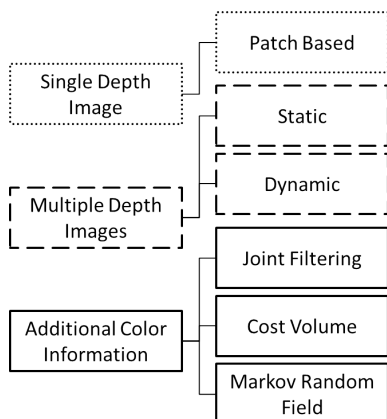 Patch Based
Single Depth
Image
Static
Dynamic
Multiple Depth
Images
Joint Filtering
Additional Color
Information
Cost Volume
Markov Random
Field